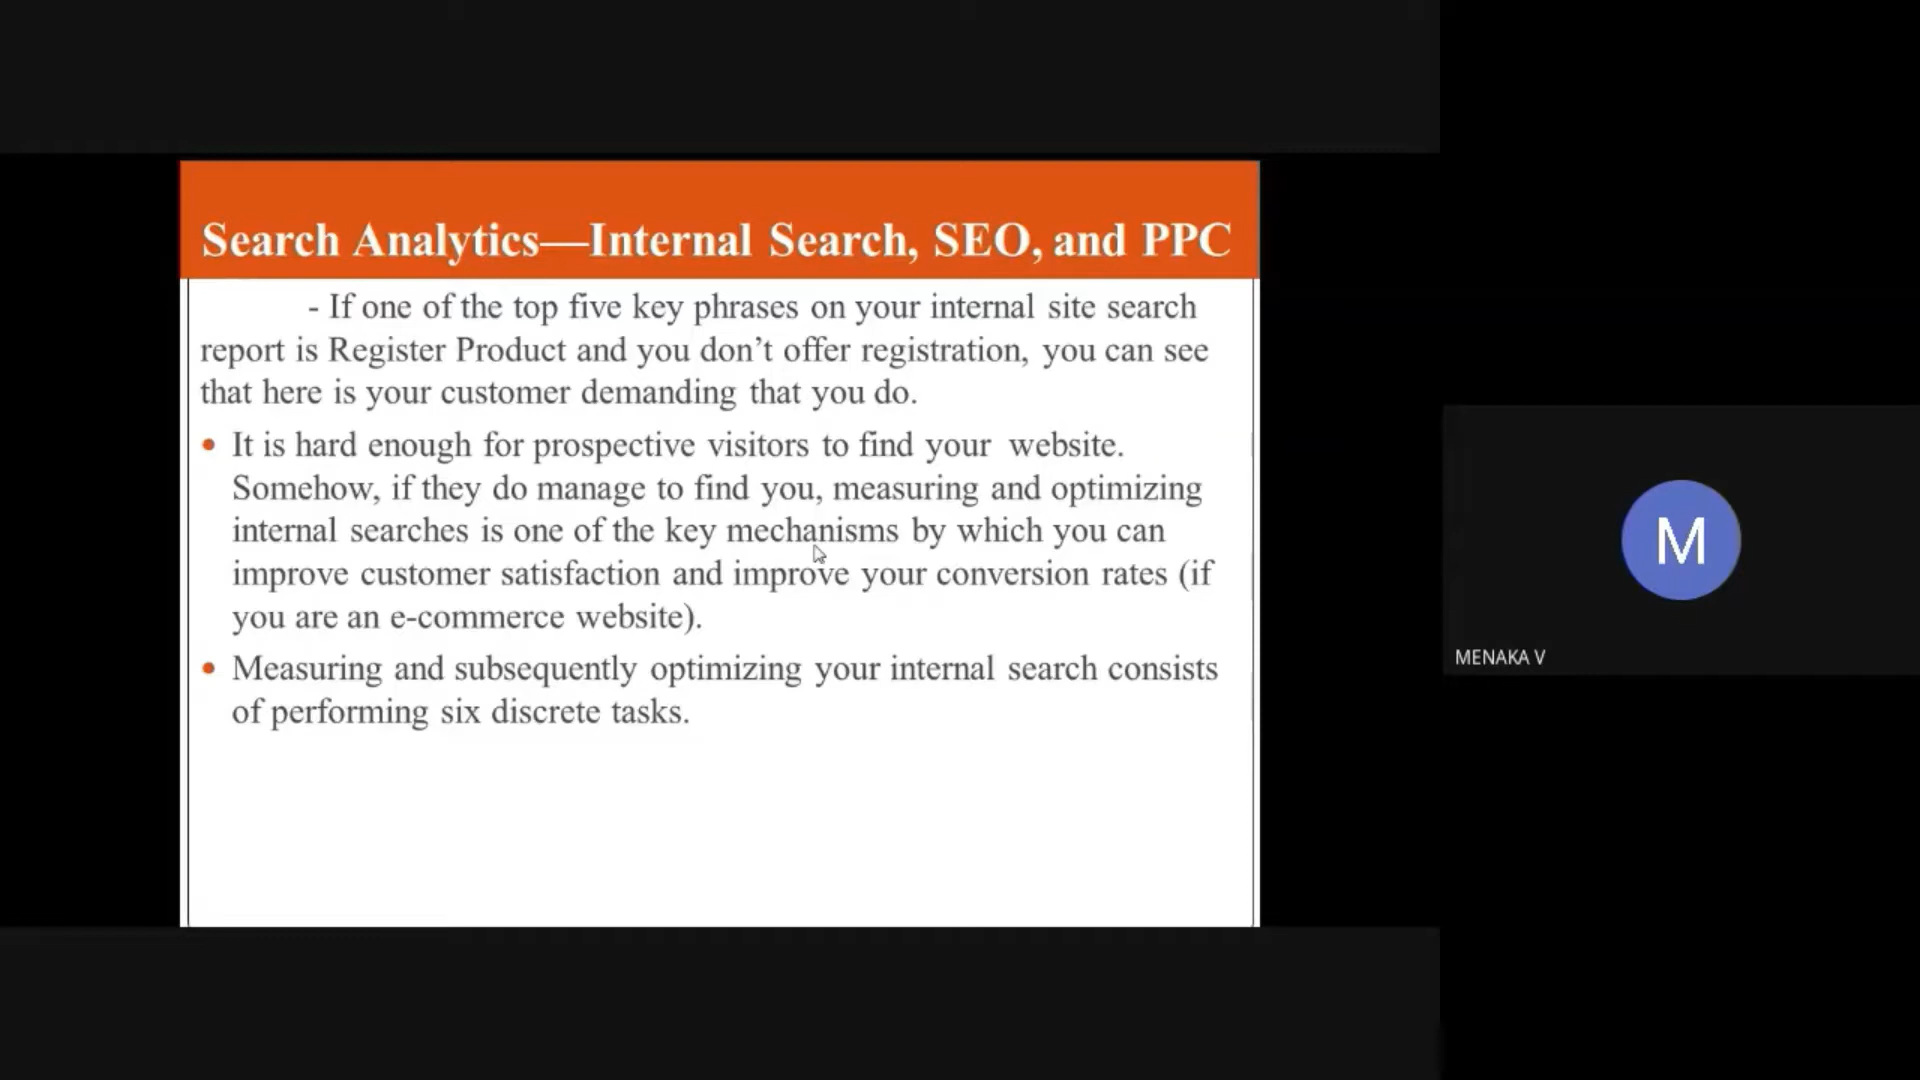 Search Analytics—Internal Search, SEO, and PPC
- If one of the top five key phrases on your internal site search
report is Register Product and you don’t offer registration, you can see
that here is your customer demanding that you do.
• It is hard enough for prospective visitors to find your website.
Somehow, if they do manage to find you, measuring and optimizing
internal searches is one of the key mechanisms by which you can
improve customer satisfaction and improve your conversion rates (if
you are an e-commerce website).
• Measuring and subsequently optimizing your internal search consists
of performing six discrete tasks.
M
MENAKA V